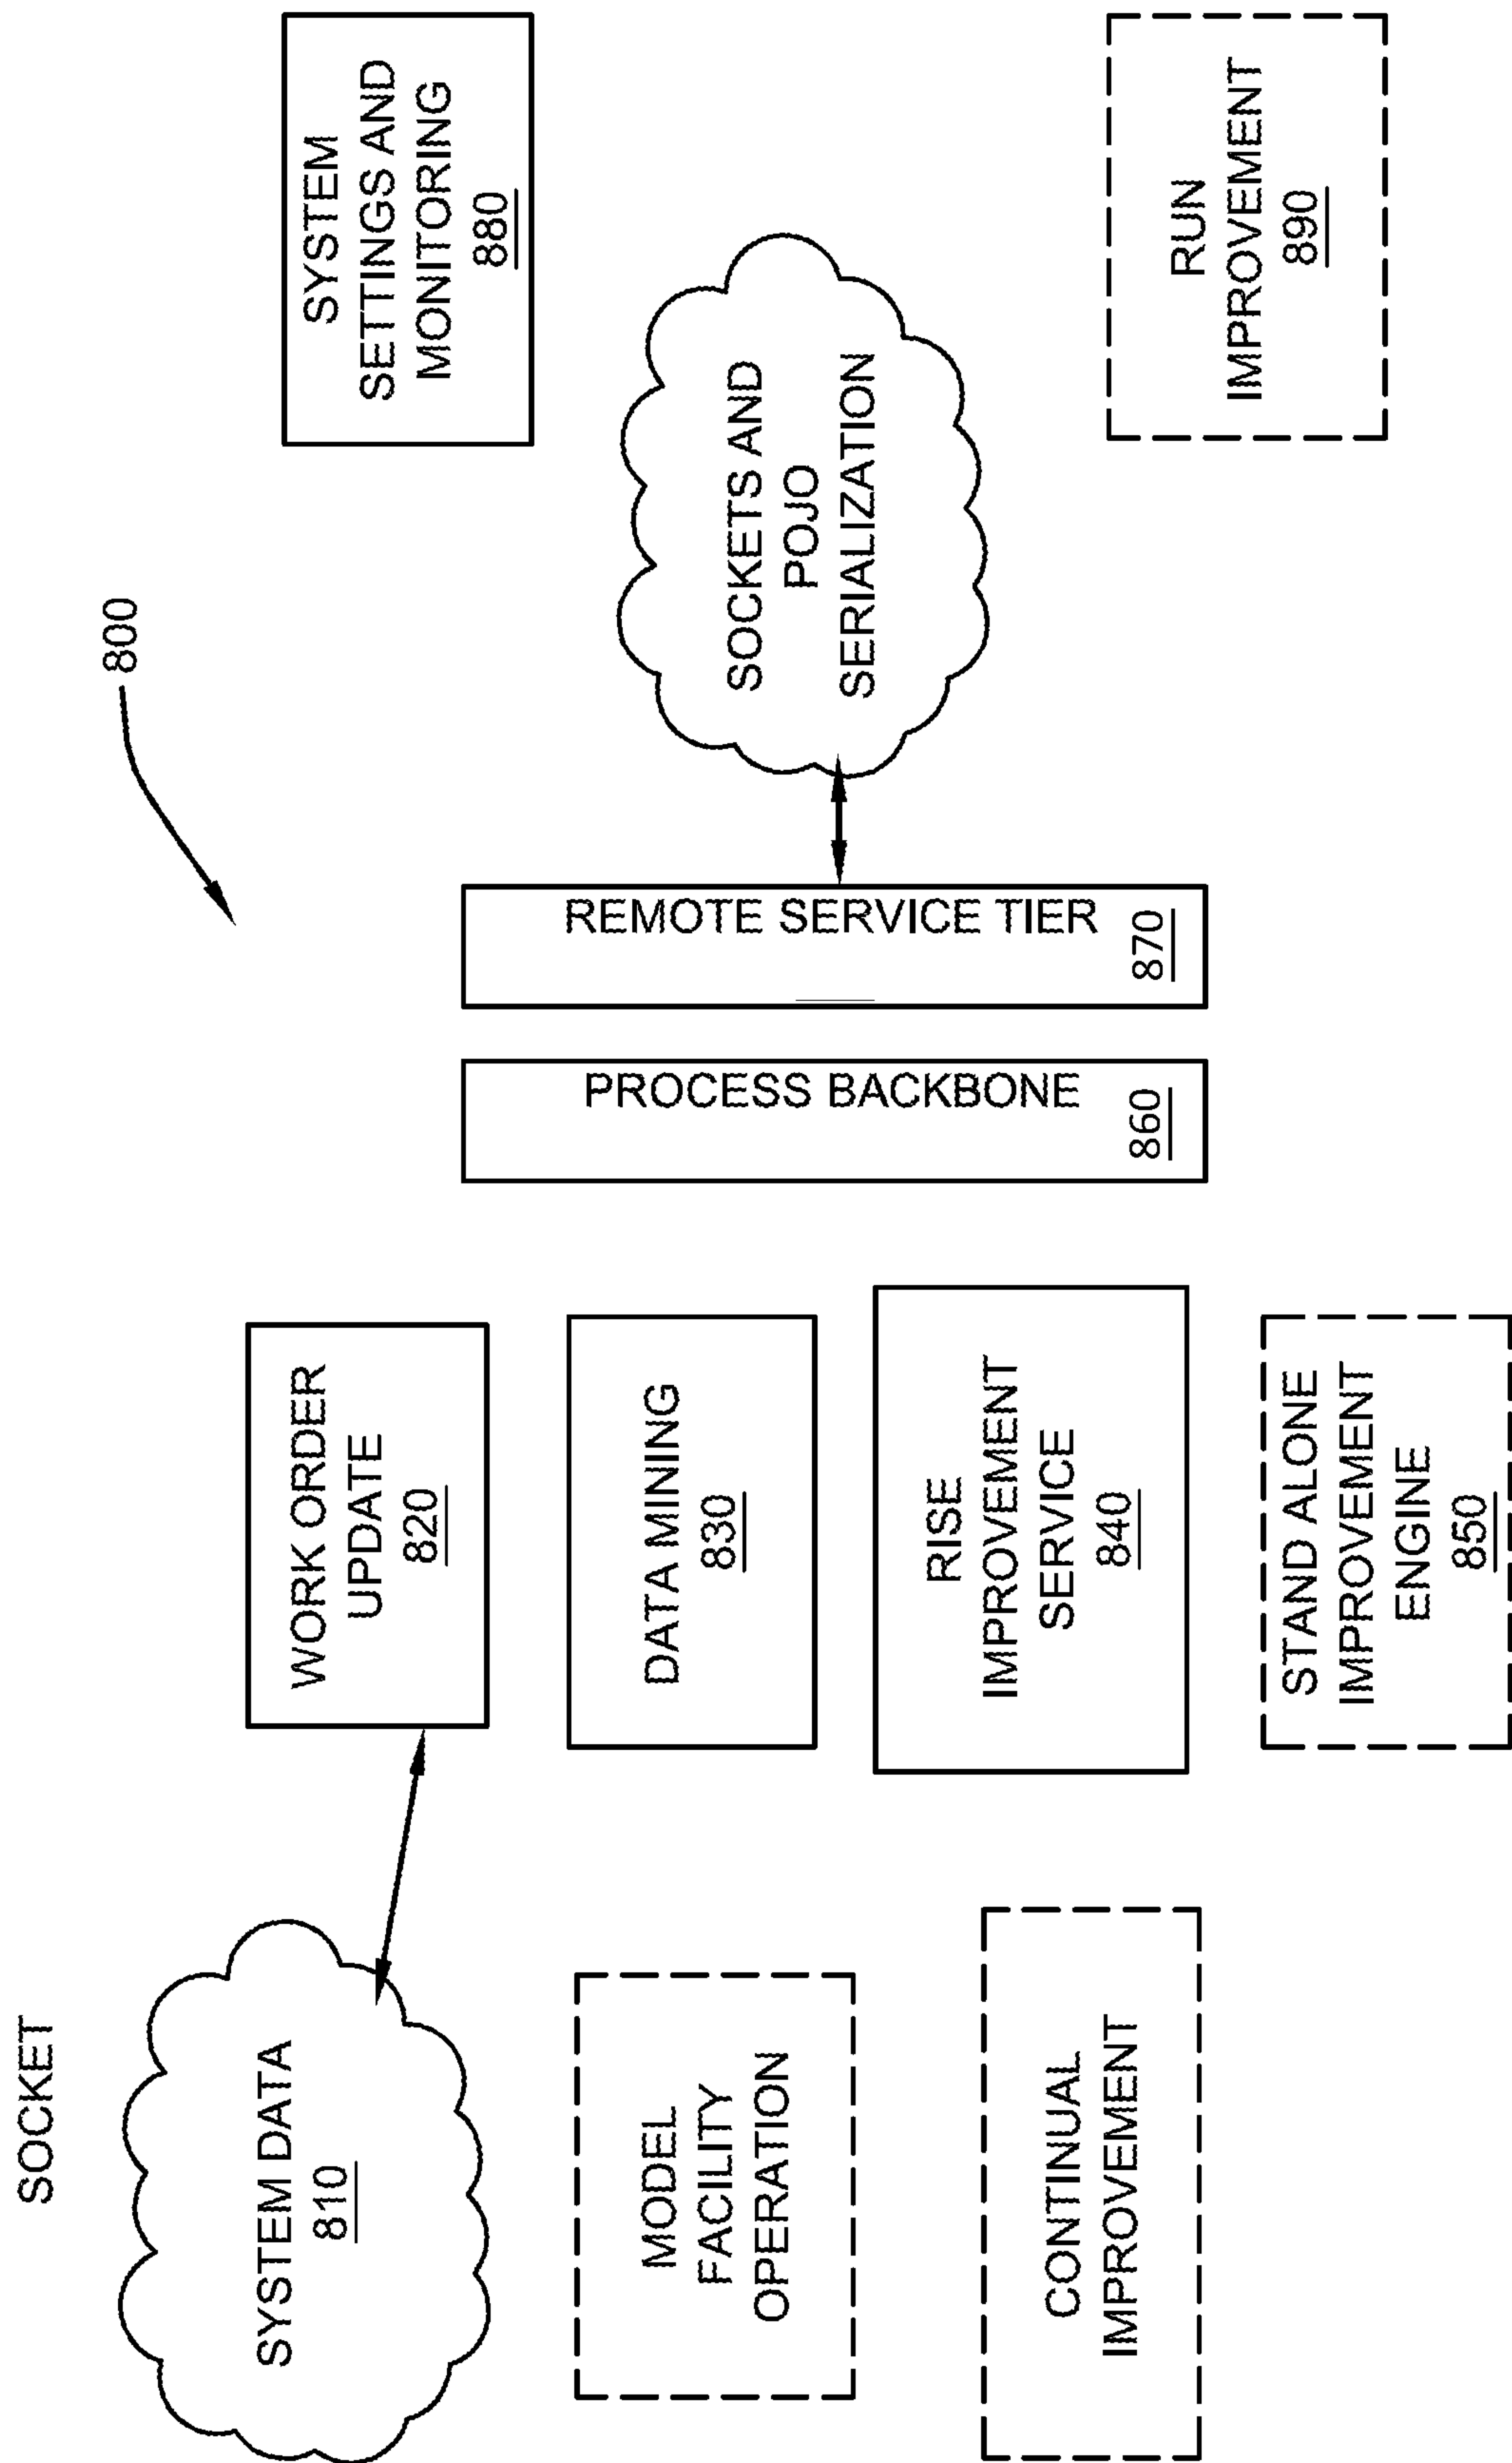 800
SOCKET
SYSTEM DATA
810
MODEL
FACILITY
OPERATION
CONTINUAL
IMPROVEMENT
WORK ORDER
UPDATE
820
DATA MINING
830
RISE
IMPROVEMENT
SERVICE
840
STAND ALONE
IMPROVEMENT
ENGINE
850
PROCESS BACKBONE
860
REMOTE SERVICE TIER
870
SOCKETS AND
POJO
SERIALIZATION
SYSTEM
SETTINGS AND
MONITORING
880
RUN
IMPROVEMENT
890